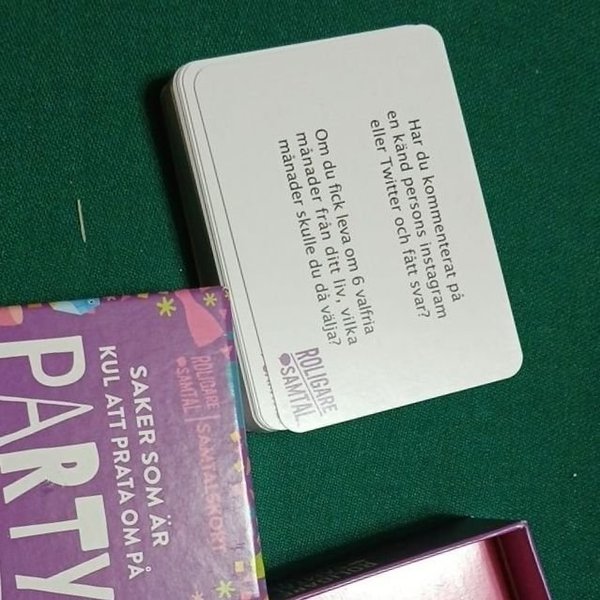 Har du kommenterat på
en känd persons instagram
eller Twitter och fått svar?
Om du fick leva om 6 valfria
månader från ditt liv, vilka
månader skulle du då välja?
ROLIGARE
SAMTAL
ROLIGARE
SAMTAL
SAMTALSKORT
SAKER SOM ÄR
KUL ATT PRATA OM PÅ
PARTY